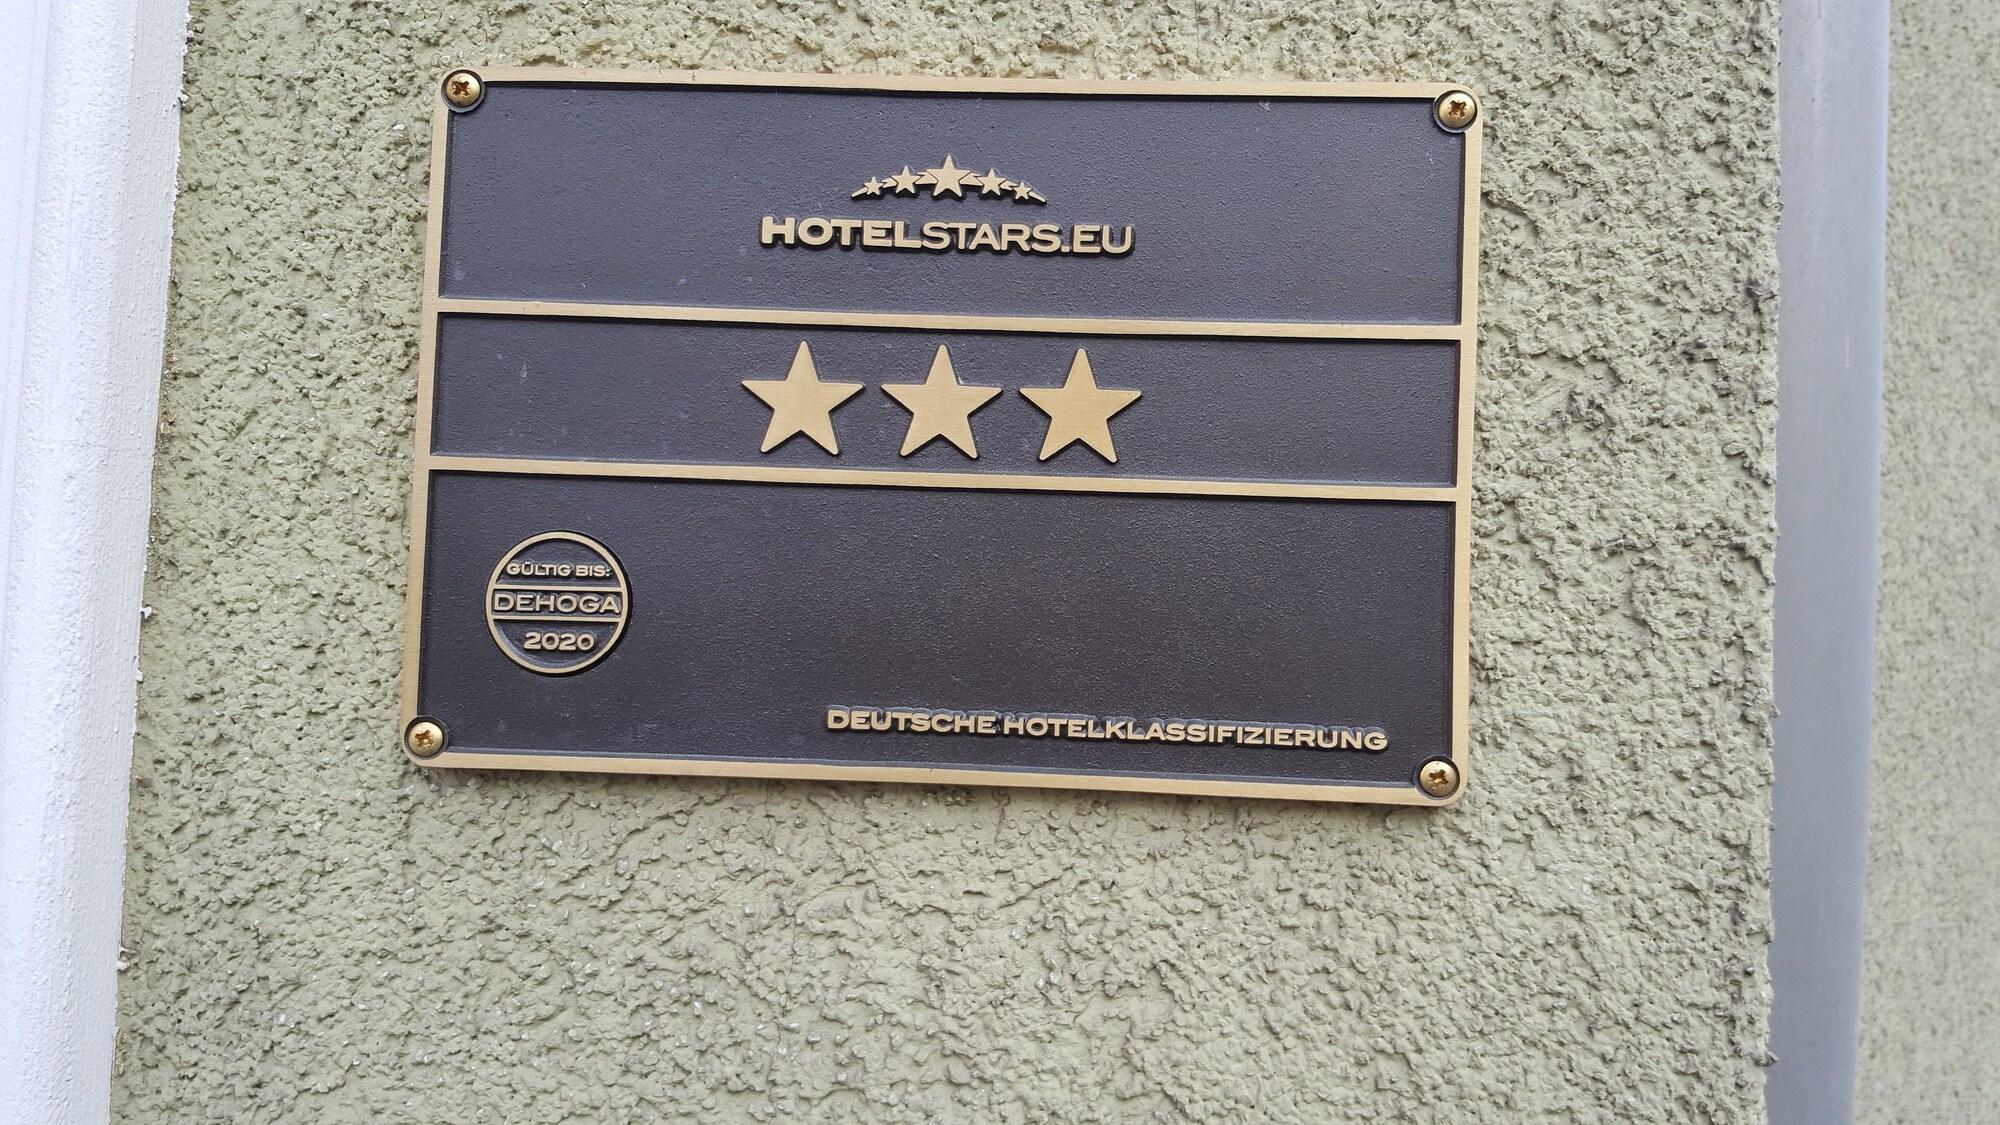 HOTELSTARS.EU
GÜLTIG BIS:
DEHOGA
2020
DEUTSCHE HOTELKLASSIFIZIERUNG